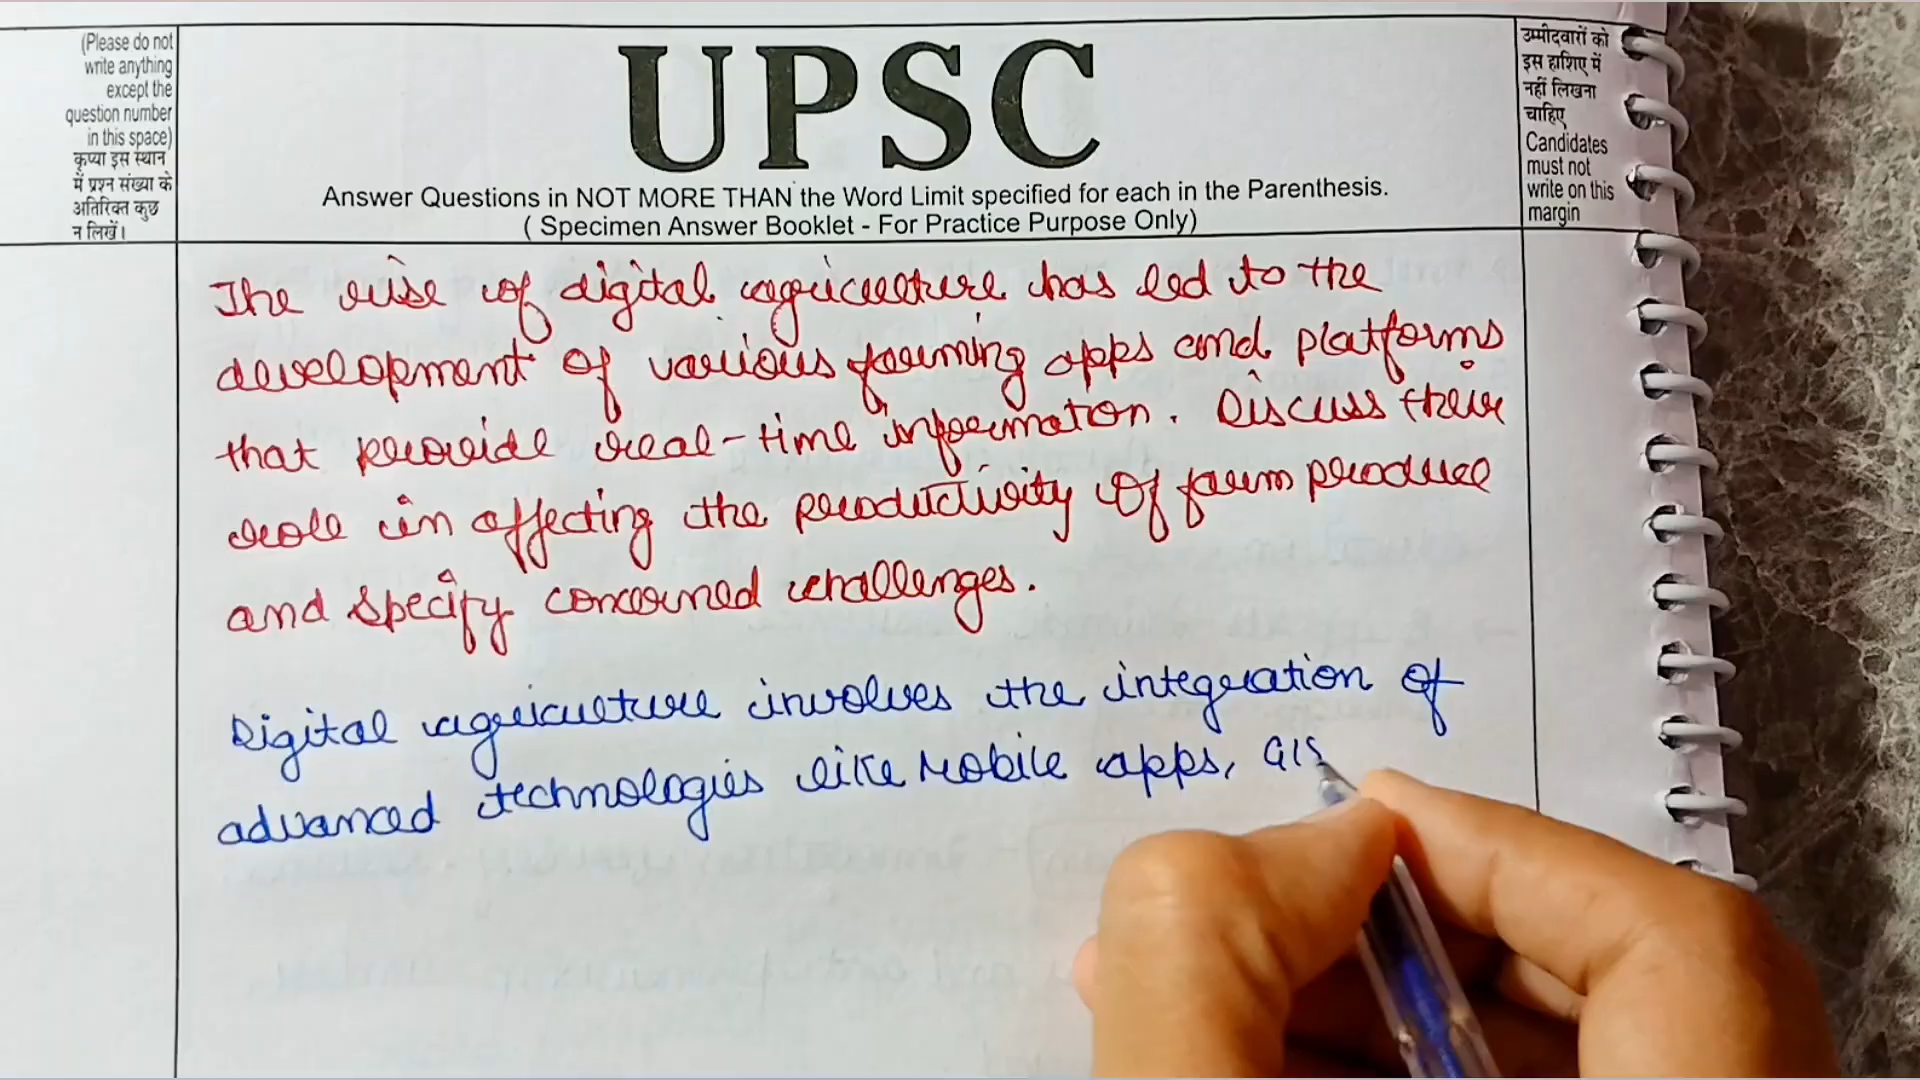 (Please do not
write anything
except the
question number
in this space)
कृप्या इस स्थान
में प्रश्न संख्या के
अतिरिक्त कुछ
न लिखें।
UPSC
Answer Questions in NOT MORE THAN the Word Limit specified for each in the Parenthesis.
( Specimen Answer Booklet - For Practice Purpose Only)
उम्मीदवारों को
इस हाशिए में
नहीं लिखना
चाहिए
Candidates
must not
write on this
margin
The rise of digital agriculture has led to the
development of various farming apps and platforms
that provide real-time information. Discuss their
role in affecting the productivity of farm produce
and specify concerned challenges.
Digital agriculture involves the integration of
advanced technologies like Mobile apps, GIS